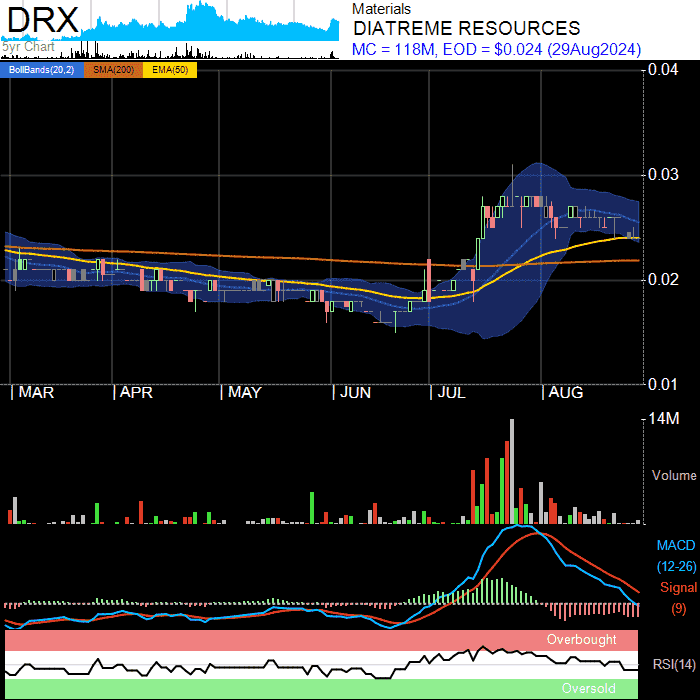 DRX
5yr Chart
Materials
DIATREME RESOURCES
MC = 118M, EOD = $0.024 (29Aug2024)
BollBands(20,2) SMA(200) EMA(50)
0.04
0.03
0.02
0.01
MAR APR MAY JUN JUL AUG
14M
Volume
MACD
(12-26)
Signal
(9)
Overbought
RSI(14)
Oversold